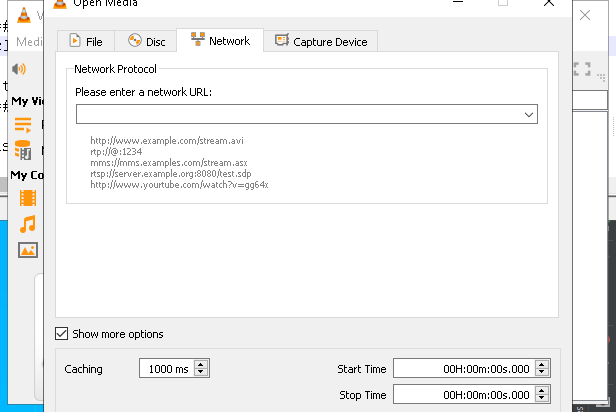 Open Media
File
Disc
Network
Capture Device
Network Protocol
Please enter a network URL:
http://www.example.com/stream.avi
rtp://@:1234
mms://mms.examples.com/stream.asx
rtsp://server.example.org:8080/test.sdp
http://www.yourtube.com/watch?v=gg64x
Show more options
Caching
1000 ms
Start Time
00H:00m:00s.000
Stop Time
00H:00m:00s.000
##
V
Medi
t
My Vi
##
P
M
My Co